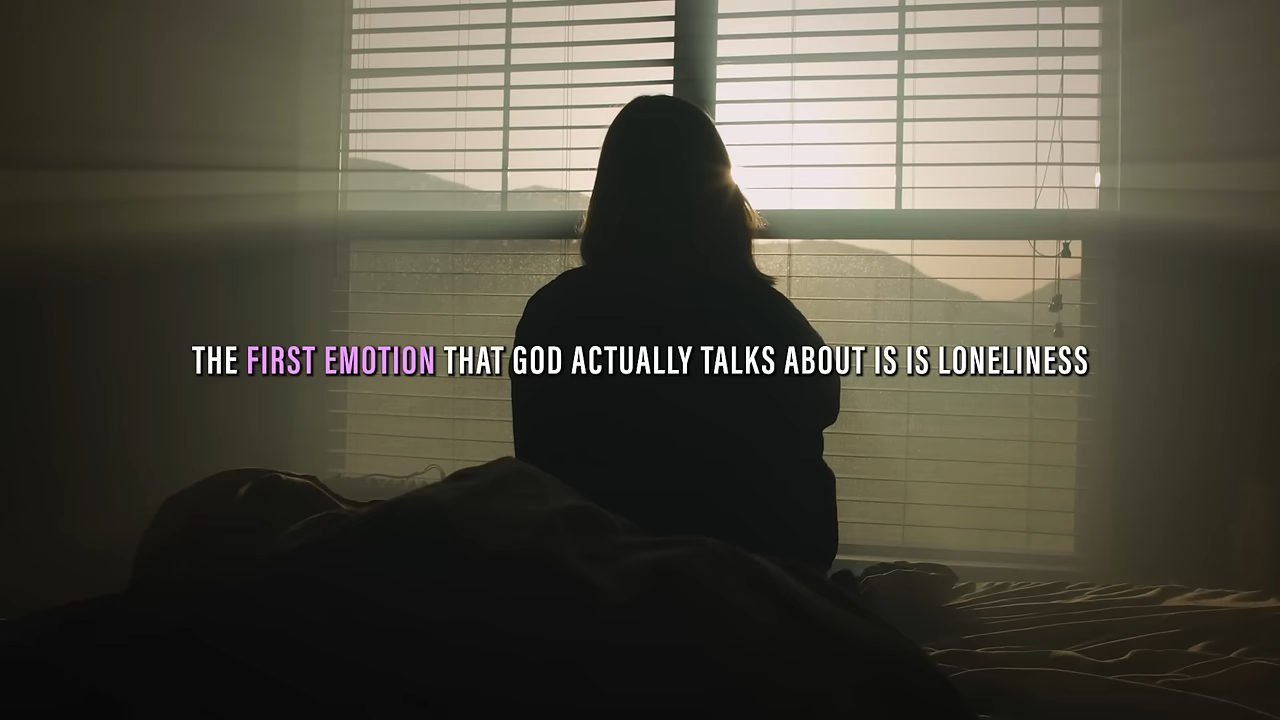 THE FIRST EMOTION THAT GOD ACTUALLY TALKS ABOUT IS IS LONELINESS